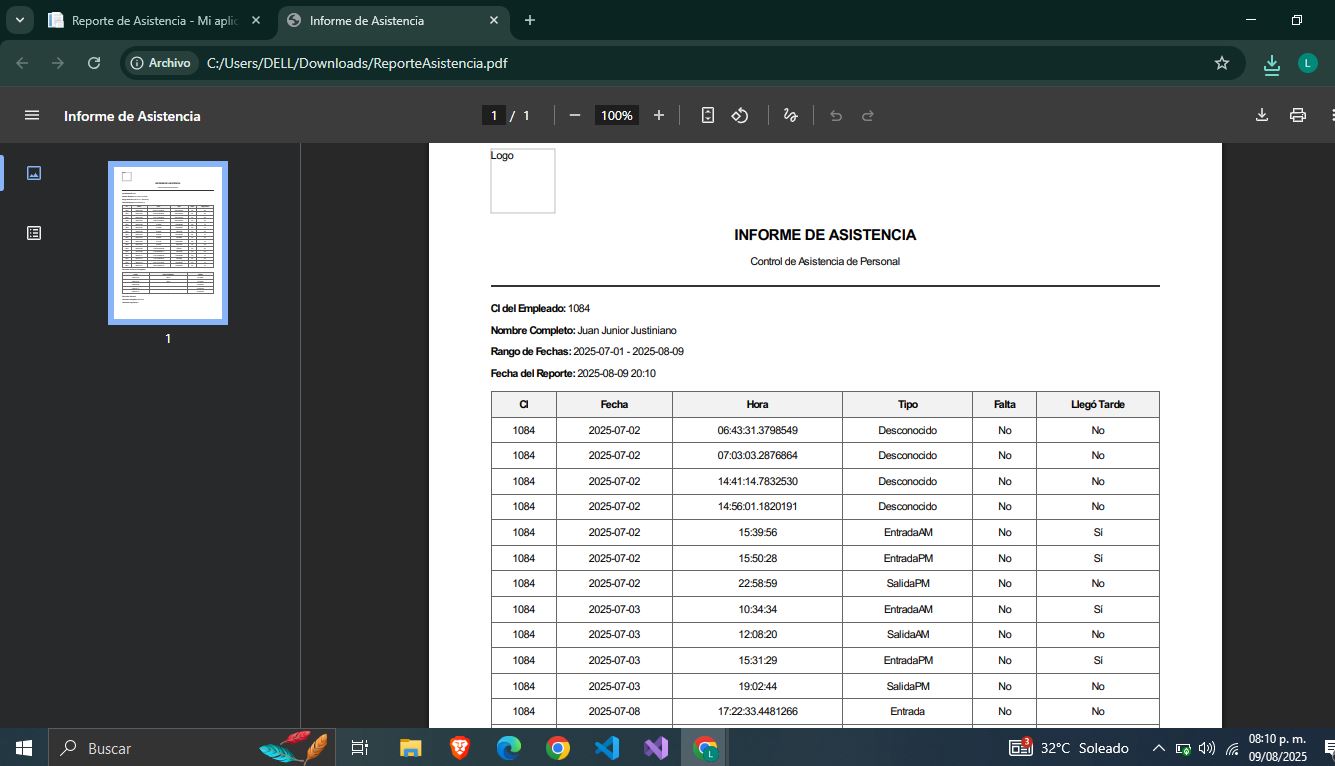 Reporte de Asistencia - Mi aplic
Informe de Asistencia
Archivo
C:/Users/DELL/Downloads/ReporteAsistencia.pdf
L
Informe de Asistencia
1 / 1
100%
1
Logo
INFORME DE ASISTENCIA
Control de Asistencia de Personal
CI del Empleado: 1084
Nombre Completo: Juan Junior Justiniano
Rango de Fechas: 2025-07-01 - 2025-08-09
Fecha del Reporte: 2025-08-09 20:10
CI Fecha Hora Tipo Falta Llegó Tarde
1084 2025-07-02 06:43:31.3798549 Desconocido No No
1084 2025-07-02 07:03:03.2876864 Desconocido No No
1084 2025-07-02 14:41:14.7832530 Desconocido No No
1084 2025-07-02 14:56:01.1820191 Desconocido No No
1084 2025-07-02 15:39:56 EntradaAM No Sí
1084 2025-07-02 15:50:28 EntradaPM No Sí
1084 2025-07-02 22:58:59 SalidaPM No No
1084 2025-07-03 10:34:34 EntradaAM No Sí
1084 2025-07-03 12:08:20 SalidaAM No No
1084 2025-07-03 15:31:29 EntradaPM No Sí
1084 2025-07-03 19:02:44 SalidaPM No No
1084 2025-07-08 17:22:33.4481266 Entrada No No
Buscar
3
32°C Soleado
08:10 p. m.
09/08/2025